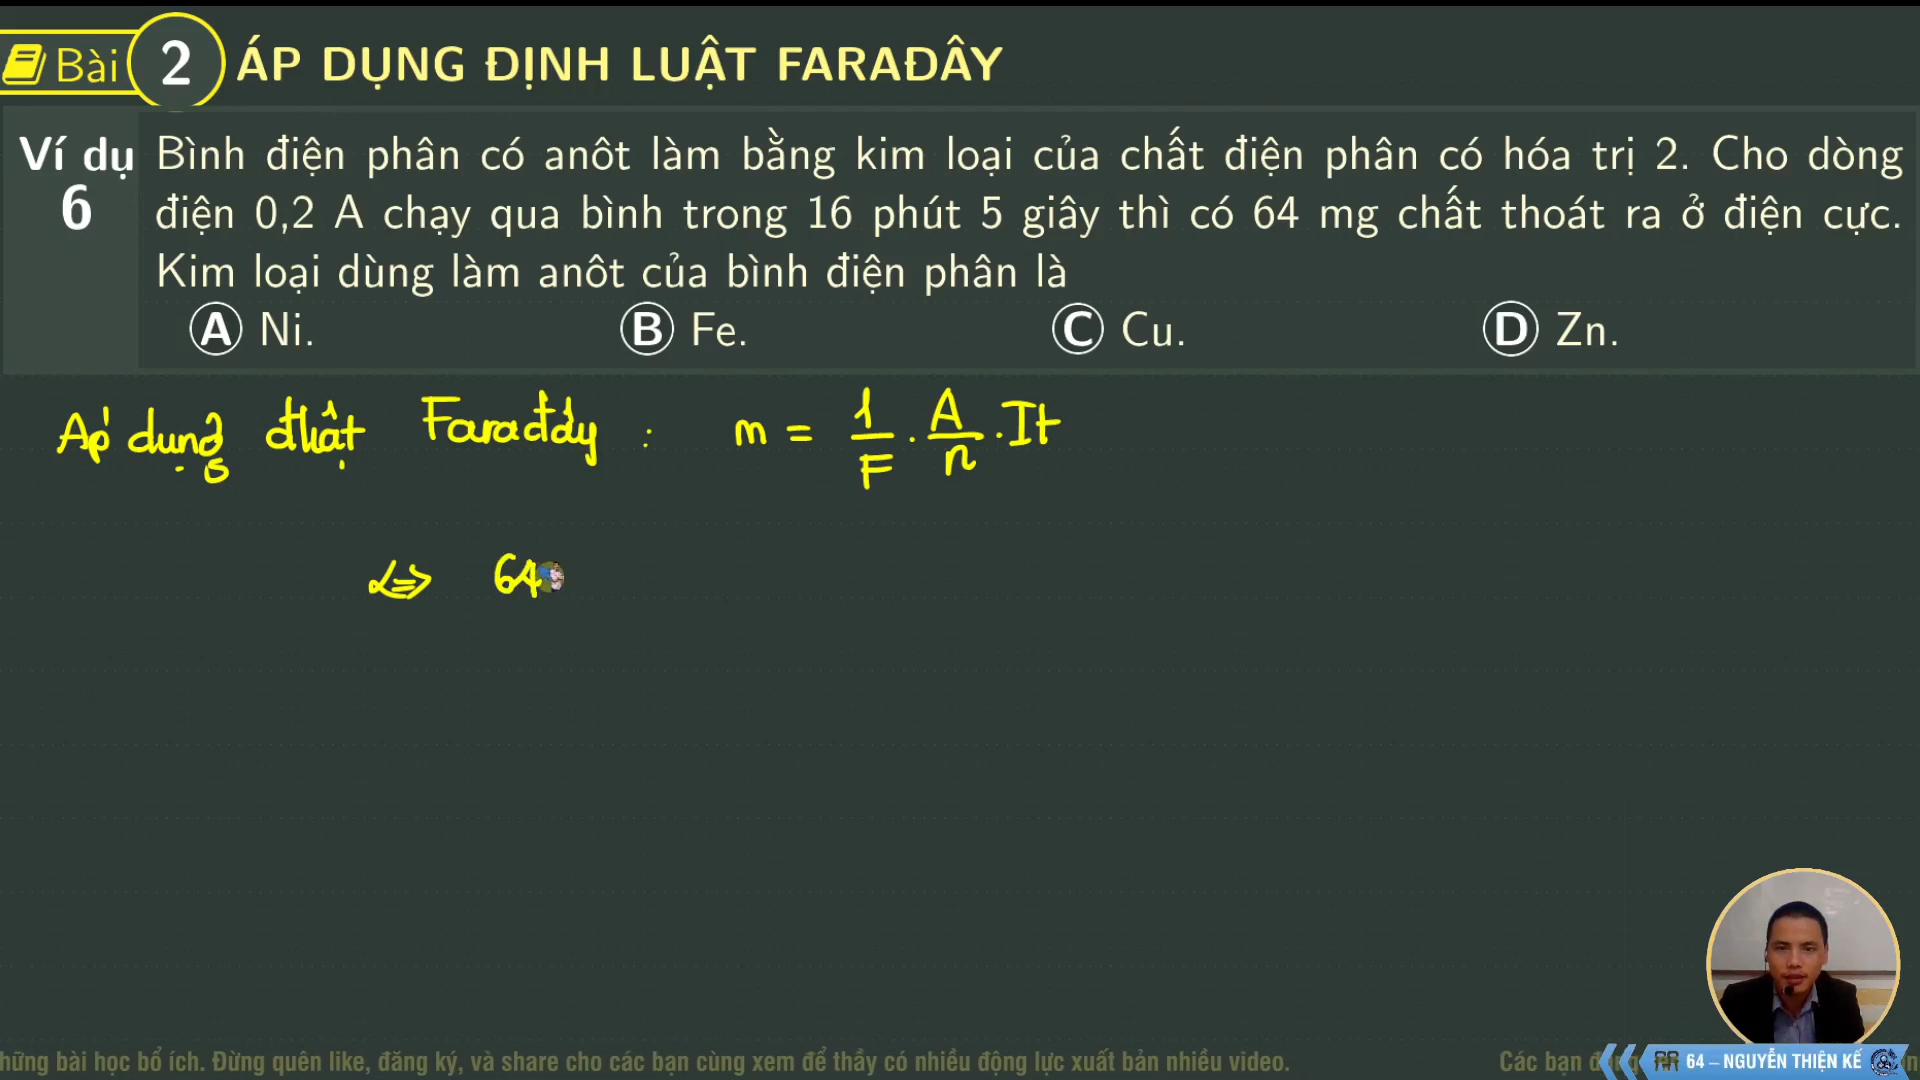 Bài 2 ÁP DỤNG ĐỊNH LUẬT FARAĐÂY
Ví dụ 6
Bình điện phân có anôt làm bằng kim loại của chất điện phân có hóa trị 2. Cho dòng
điện 0,2 A chạy qua bình trong 16 phút 5 giây thì có 64 mg chất thoát ra ở điện cực.
Kim loại dùng làm anôt của bình điện phân là
A Ni. B Fe. C Cu. D Zn.
Áp dụng đluật Farađây : m = 1/F . A/n . It
<=> 64
hững bài học bổ ích. Đừng quên like, đăng ký, và share cho các bạn cùng xem để thầy có nhiều động lực xuất bản nhiều video. Các bạn
64 – NGUYỄN THIỆN KẾ